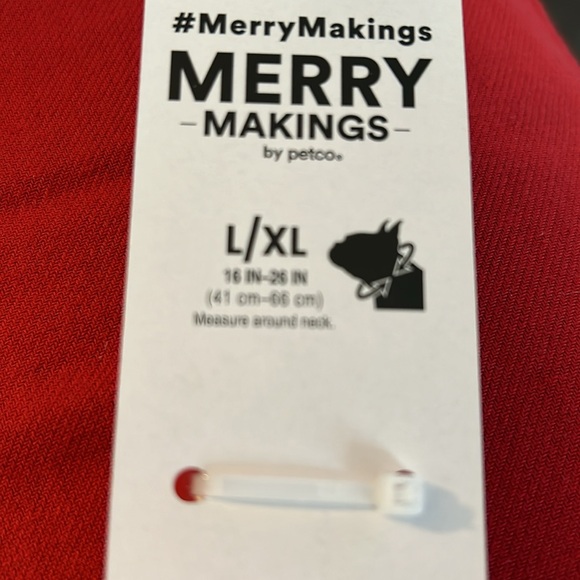 #MerryMakings
MERRY
–MAKINGS–
by petco®
L/XL
16 IN–26 IN
(41 cm–66 cm)
Measure around neck.